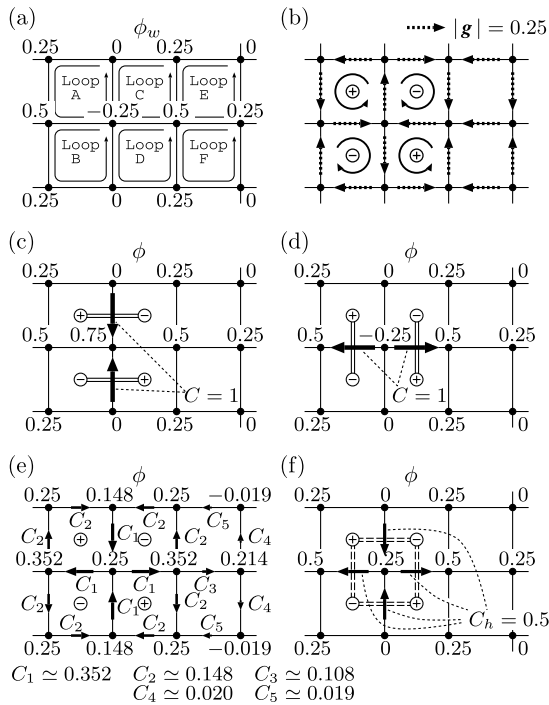 (a)
ϕ_w
0.25 0 0.25 0
Loop A Loop C Loop E
0.5 −0.25 0.5 0.25
Loop B Loop D Loop F
0.25 0 0.25 0
(b)
|g| = 0.25
+ −
− +
(c)
ϕ
0.25 0 0.25 0
+ −
0.5 0.75 0.5 0.25
− +
C = 1
0.25 0 0.25 0
(d)
ϕ
0.25 0 0.25 0
+ −
0.5 −0.25 0.5 0.25
− +
C = 1
0.25 0 0.25 0
(e)
ϕ
0.25 0.148 0.25 −0.019
C₂ C₂ C₅
C₂ + C₁ − C₂ C₄
0.352 0.25 0.352 0.214
C₁ C₁ C₃
C₂ − C₁ + C₂ C₄
C₂ C₂ C₅
0.25 0.148 0.25 −0.019
C₁ ≃ 0.352 C₂ ≃ 0.148 C₃ ≃ 0.108
C₄ ≃ 0.020 C₅ ≃ 0.019
(f)
ϕ
0.25 0 0.25 0
+ −
0.5 0.25 0.5 0.25
− +
C_h = 0.5
0.25 0 0.25 0